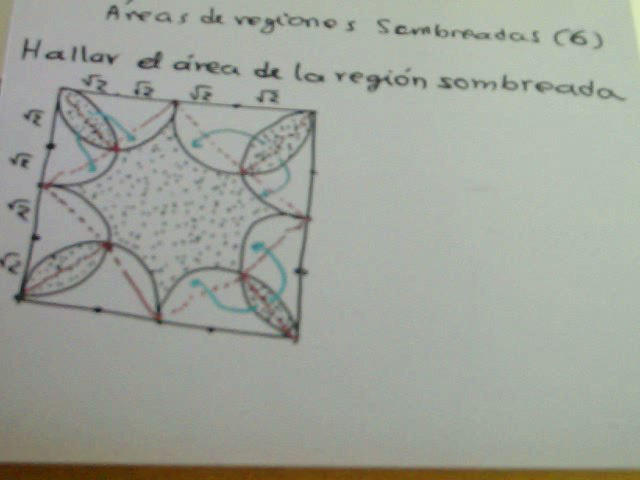 Áreas de regiones Sombreadas (6)
Hallar el área de la región sombreada
√2 √2 √2 √2
√2
√2
√2
√2